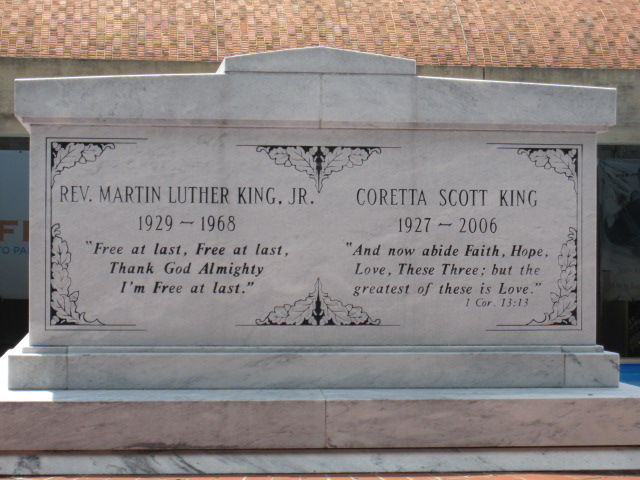 REV. MARTIN LUTHER KING, JR.
1929 ~ 1968
"Free at last, Free at last,
Thank God Almighty
I'm Free at last."
CORETTA SCOTT KING
1927 ~ 2006
"And now abide Faith, Hope,
Love, These Three; but the
greatest of these is Love."
1 Cor. 13:13